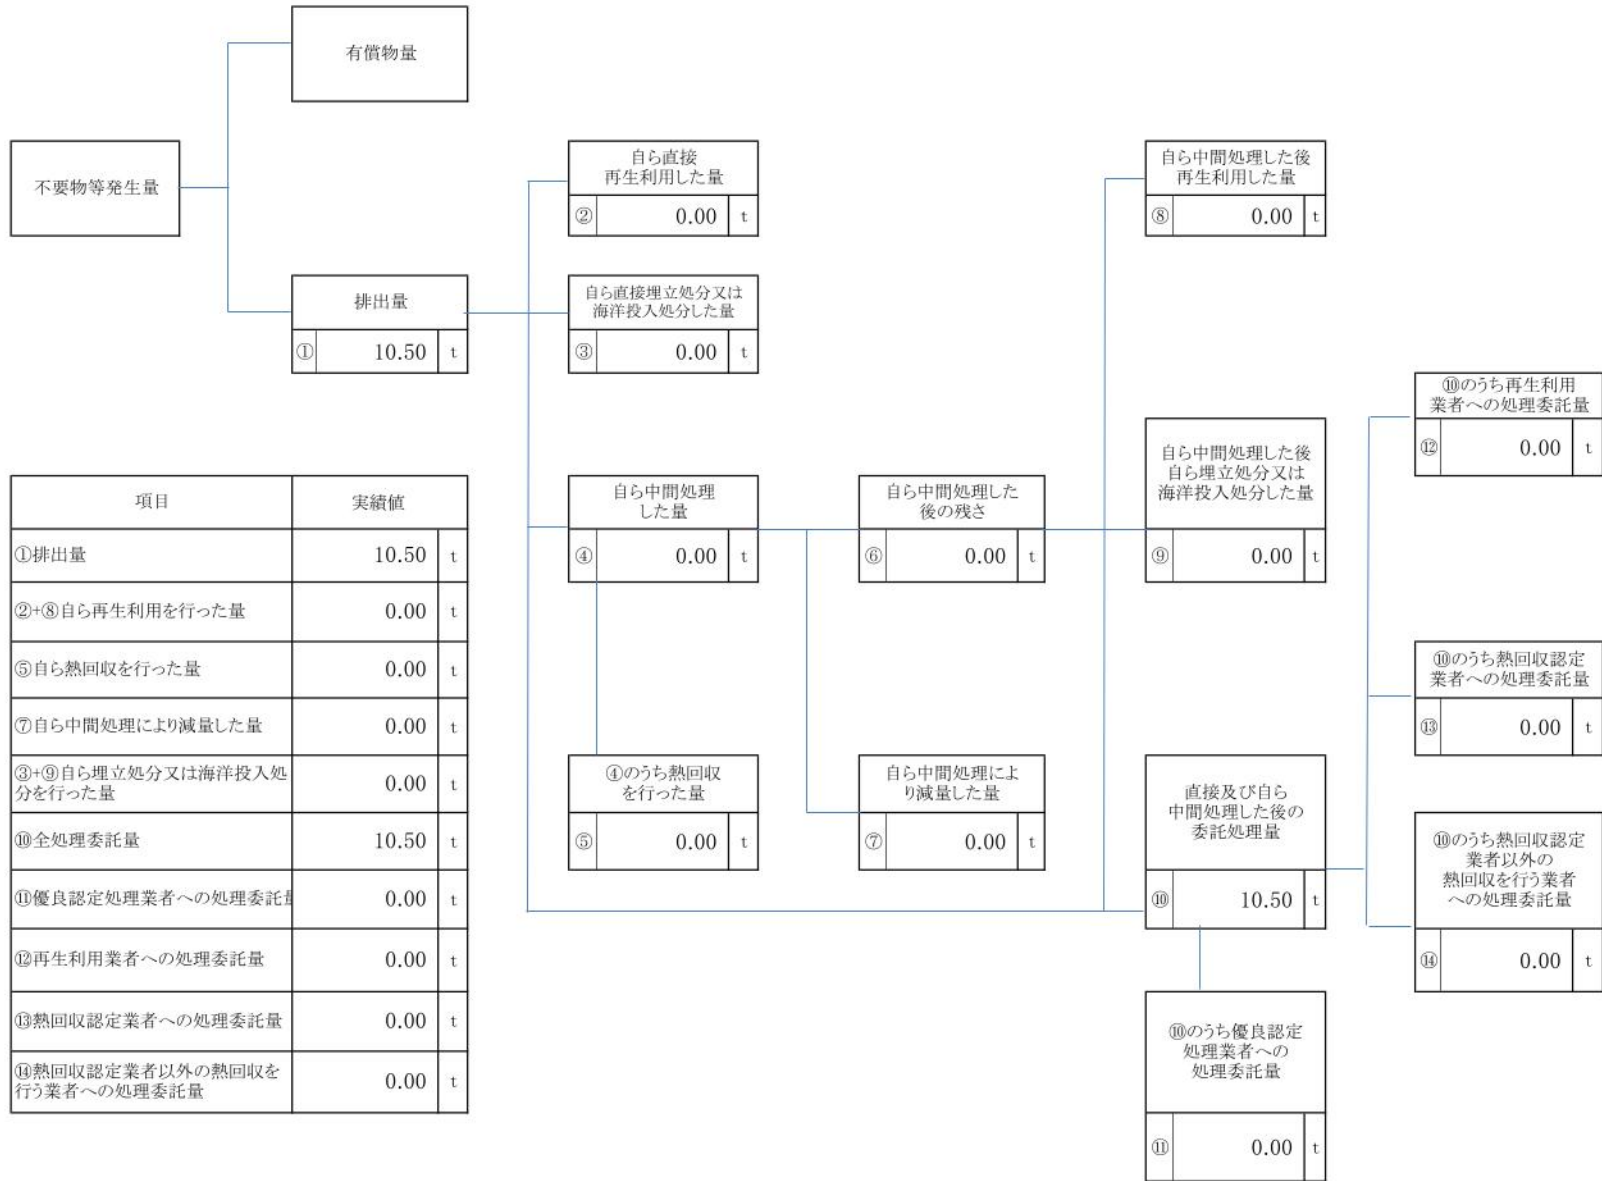 有償物量
不要物等発生量
自ら直接
再生利用した量
② 0.00 t
自ら中間処理した後
再生利用した量
⑧ 0.00 t
排出量
① 10.50 t
自ら直接埋立処分又は
海洋投入処分した量
③ 0.00 t
⑩のうち再生利用
業者への処理委託量
⑫ 0.00 t
自ら中間処理した後
自ら埋立処分又は
海洋投入処分した量
⑨ 0.00 t
自ら中間処理
した量
④ 0.00 t
自ら中間処理した
後の残さ
⑥ 0.00 t
⑩のうち熱回収認定
業者への処理委託量
⑬ 0.00 t
④のうち熱回収
を行った量
⑤ 0.00 t
自ら中間処理によ
り減量した量
⑦ 0.00 t
直接及び自ら
中間処理した後の
委託処理量
⑩ 10.50 t
⑩のうち熱回収認定
業者以外の
熱回収を行う業者
への処理委託量
⑭ 0.00 t
⑩のうち優良認定
処理業者への
処理委託量
⑪ 0.00 t
項目 実績値
①排出量 10.50 t
②+⑧自ら再生利用を行った量 0.00 t
⑤自ら熱回収を行った量 0.00 t
⑦自ら中間処理により減量した量 0.00 t
③+⑨自ら埋立処分又は海洋投入処
分を行った量 0.00 t
⑩全処理委託量 10.50 t
⑪優良認定処理業者への処理委託 0.00 t
⑫再生利用業者への処理委託量 0.00 t
⑬熱回収認定業者への処理委託量 0.00 t
⑭熱回収認定業者以外の熱回収を
行う業者への処理委託量 0.00 t